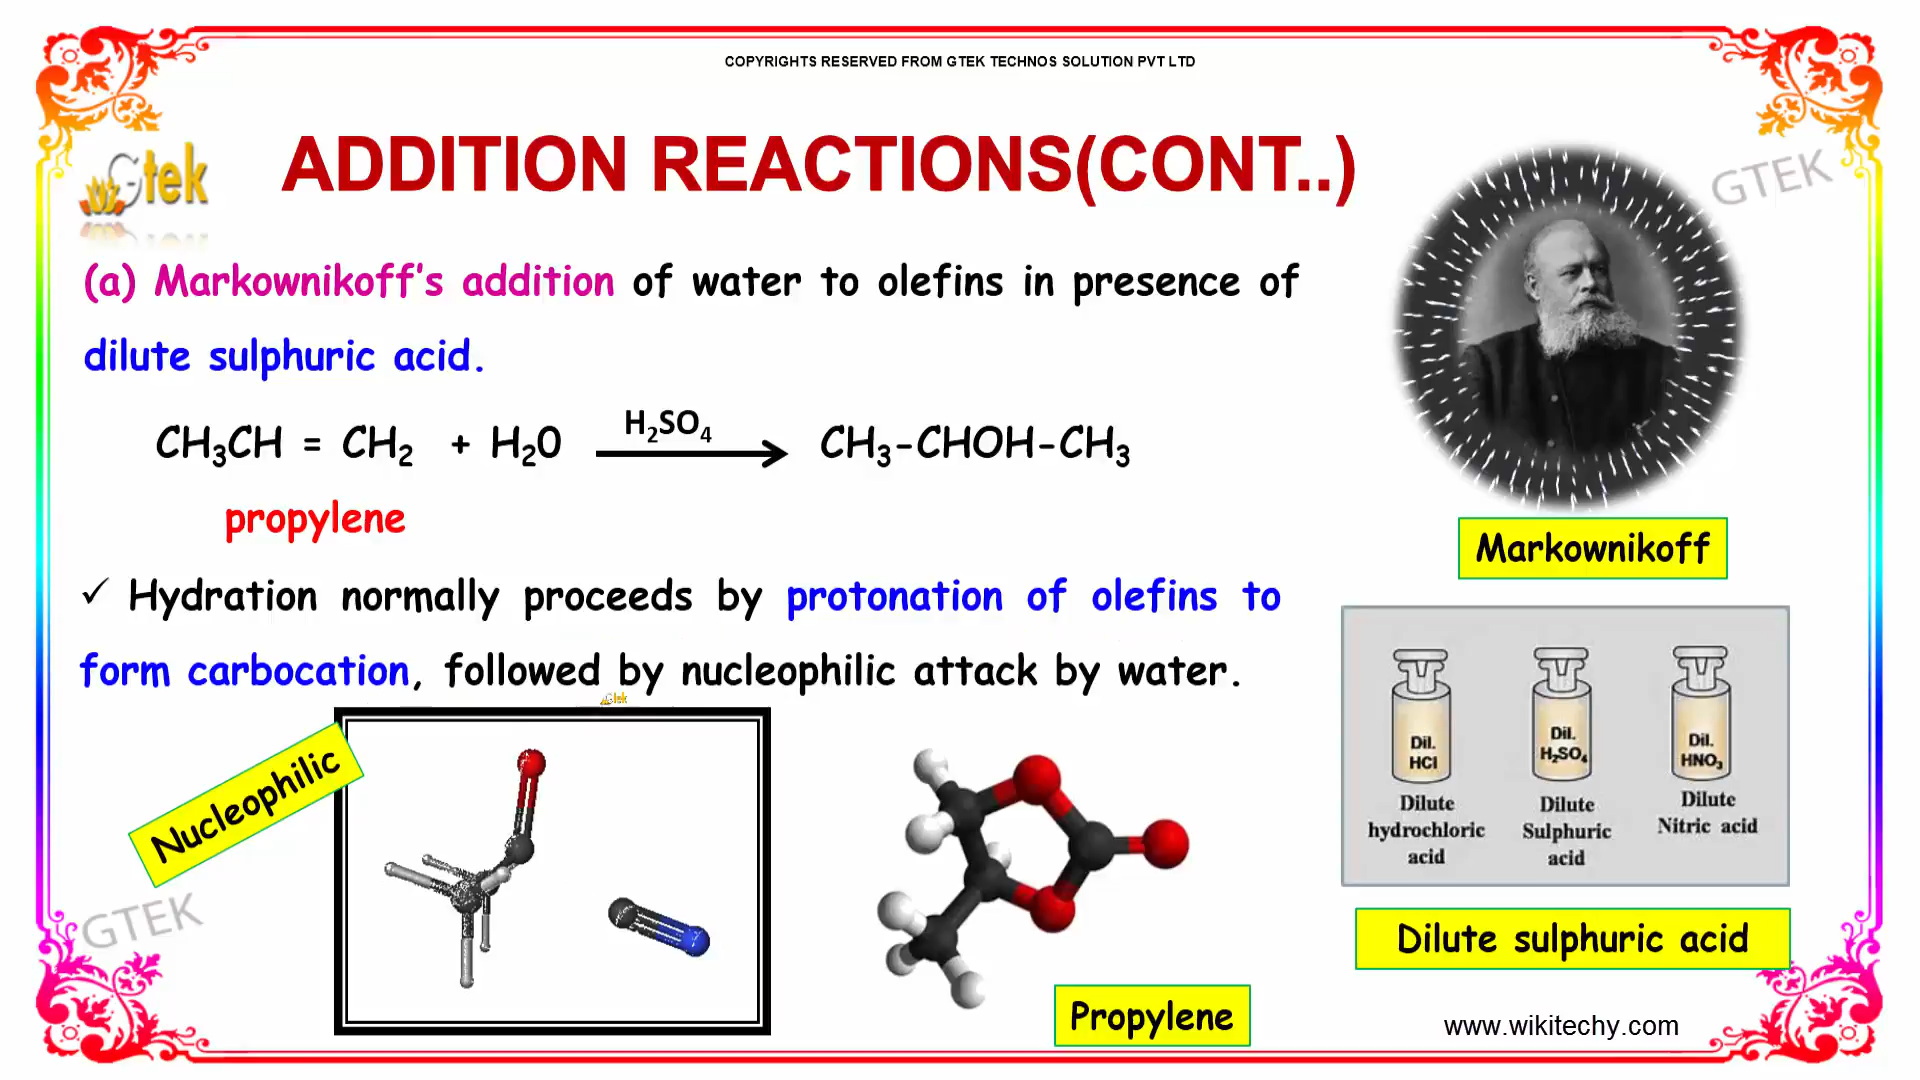 COPYRIGHTS RESERVED FROM GTEK TECHNOS SOLUTION PVT LTD
Gtek
ADDITION REACTIONS(CONT..)
GTEK
(a) Markownikoff's addition of water to olefins in presence of
dilute sulphuric acid.
H₂SO₄
CH₃CH = CH₂ + H₂0 → CH₃-CHOH-CH₃
propylene
Markownikoff
✓ Hydration normally proceeds by protonation of olefins to
form carbocation, followed by nucleophilic attack by water.
Gtek
Nucleophilic
Dil.
HCl
Dil.
H₂SO₄
Dil.
HNO₃
Dilute
hydrochloric
acid
Dilute
Sulphuric
acid
Dilute
Nitric acid
GTEK
Dilute sulphuric acid
Propylene
www.wikitechy.com